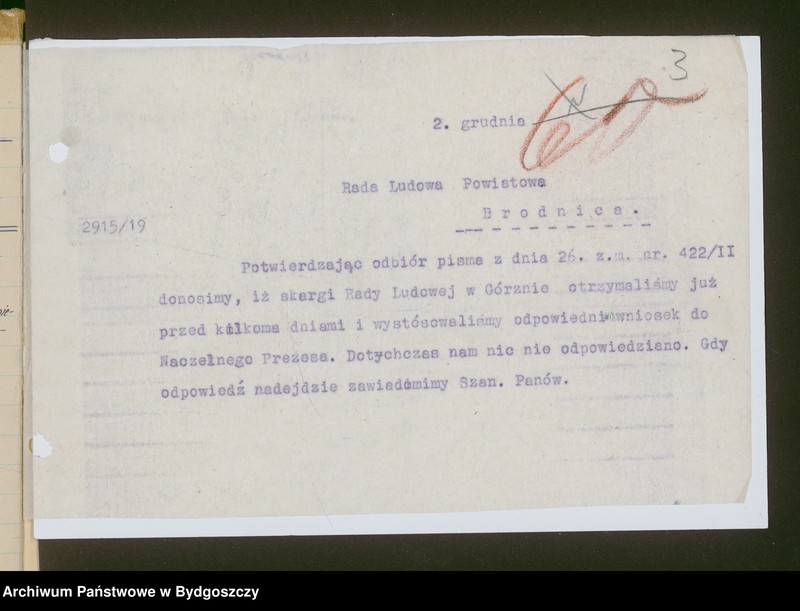 3
2. grudnia
60
Rada Ludowa Powiatowa
Brodnica.
2915/19
Potwierdzając odbiór pisma z dnia 26. z.m. nr. 422/II
donosimy, iż skargi Rady Ludowej w Górznie otrzymaliśmy już
przed kilkoma dniami i wystósowaliśmy odpowiedni wniosek do
Naczelnego Prezesa. Dotychczas nam nic nie odpowiedziano. Gdy
odpowiedź nadejdzie zawiadomimy Szan. Panów.
Archiwum Państwowe w Bydgoszczy